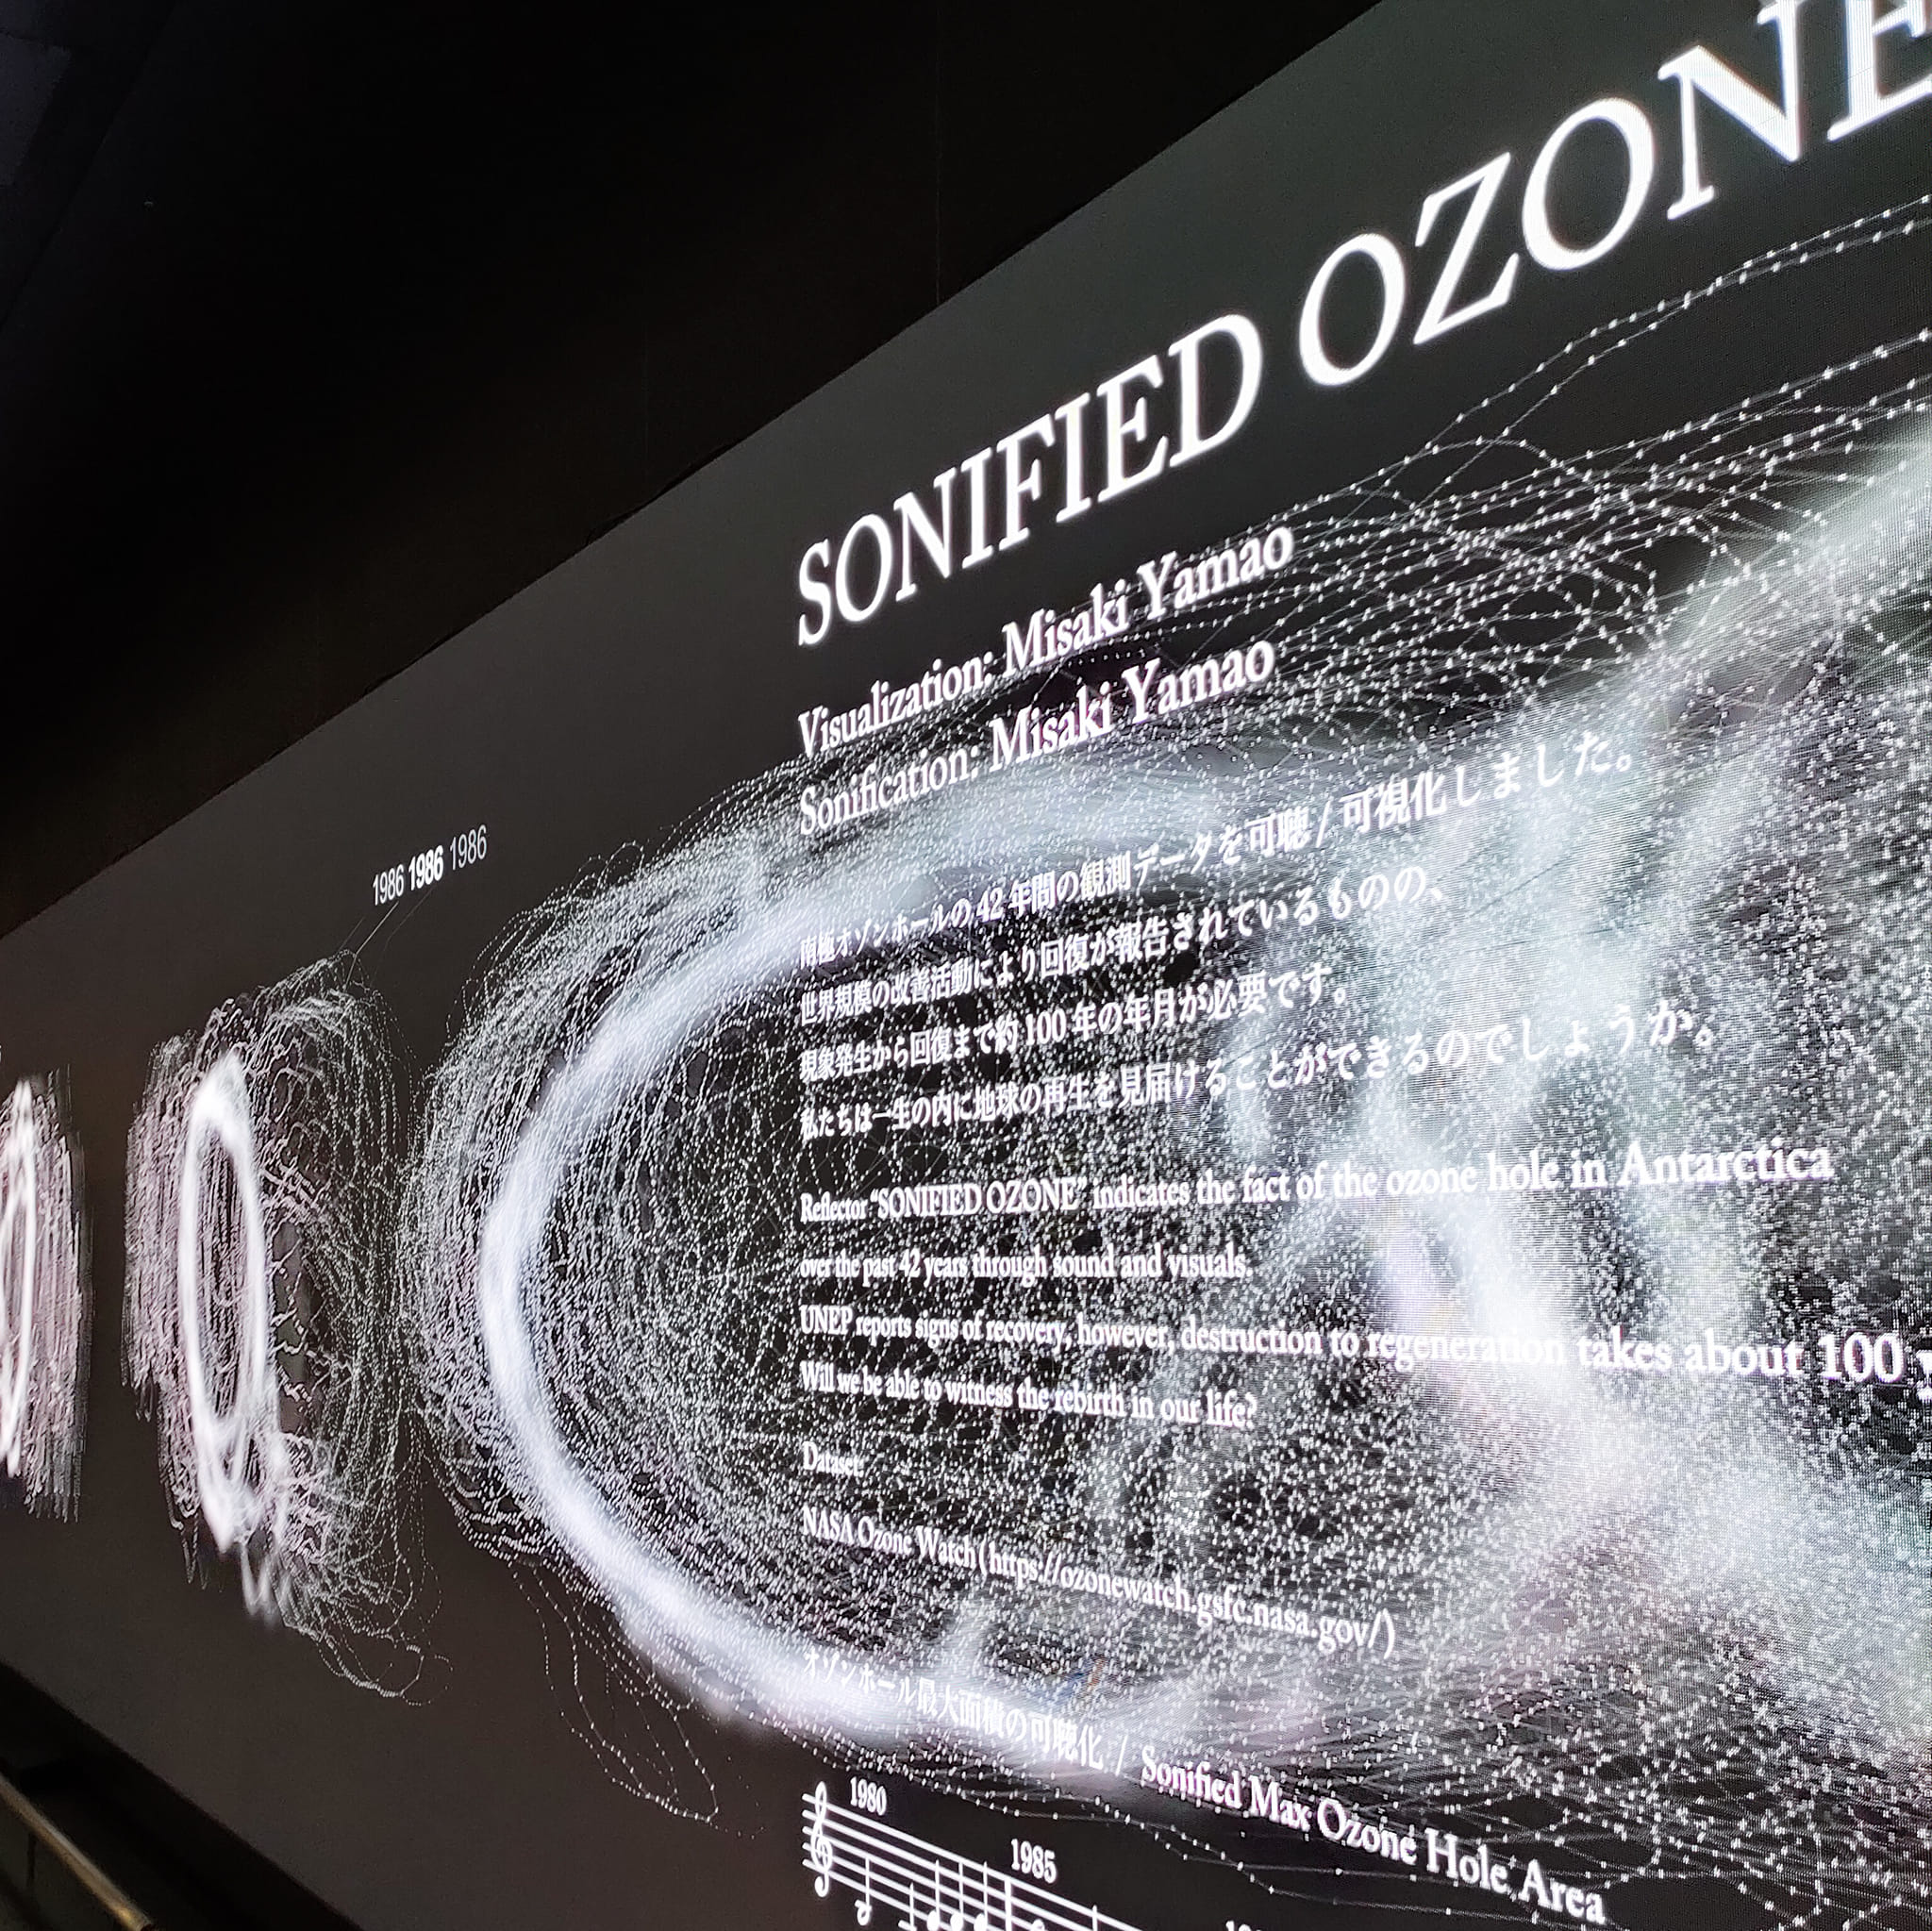 SONIFIED OZONE
Visualization: Misaki Yamao
Sonification: Misaki Yamao
1986 1986 1986
南極オゾンホールの 42 年間の観測データを可聴 / 可視化しました。
世界規模の改善活動により回復が報告されているものの、
現象発生から回復まで約 100 年の年月が必要です。
私たちは一生の内に地球の再生を見届けることができるのでしょうか。
Reflector “SONIFIED OZONE” indicates the fact of the ozone hole in Antarctica
over the past 42 years through sound and visuals.
UNEP reports signs of recovery, however, destruction to regeneration takes about 100
Will we be able to witness the rebirth in our life?
Dataset:
NASA Ozone Watch (https://ozonewatch.gsfc.nasa.gov/)
オゾンホール最大面積の可聴化 / Sonified Max Ozone Hole Area
1980
1985